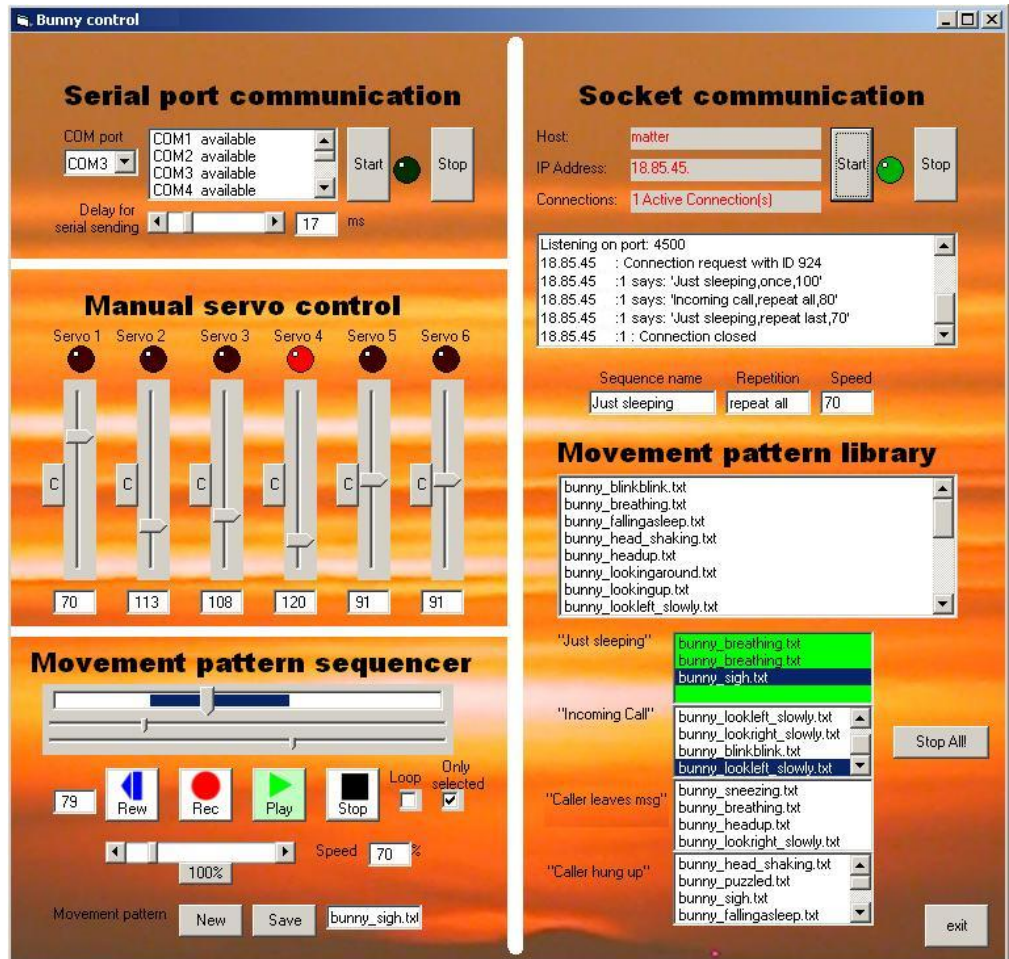 Bunny control
Serial port communication
COM port
COM3
COM1 available
COM2 available
COM3 available
COM4 available
Start
Stop
Delay for
serial sending
17
ms
Manual servo control
Servo 1 Servo 2 Servo 3 Servo 4 Servo 5 Servo 6
C C C C C C
70 113 108 120 91 91
Movement pattern sequencer
79
Rew
Rec
Play
Stop
Loop
Only
selected
Speed 70 %
100%
Movement pattern
New
Save
bunny_sigh.txt
Socket communication
Host: matter
IP Address: 18.85.45.
Connections: 1 Active Connection(s)
Start
Stop
Listening on port: 4500
18.85.45 : Connection request with ID 924
18.85.45 :1 says: 'Just sleeping,once,100'
18.85.45 :1 says: 'Incoming call,repeat all,80'
18.85.45 :1 says: 'Just sleeping,repeat last,70'
18.85.45 :1 : Connection closed
Sequence name Repetition Speed
Just sleeping repeat all 70
Movement pattern library
bunny_blinkblink.txt
bunny_breathing.txt
bunny_fallingasleep.txt
bunny_head_shaking.txt
bunny_headup.txt
bunny_lookingaround.txt
bunny_lookingup.txt
bunny_lookleft_slowly.txt
"Just sleeping"
bunny_breathing.txt
bunny_breathing.txt
bunny_sigh.txt
"Incoming Call"
bunny_lookleft_slowly.txt
bunny_lookright_slowly.txt
bunny_blinkblink.txt
bunny_lookleft_slowly.txt
Stop All!
"Caller leaves msg"
bunny_sneezing.txt
bunny_breathing.txt
bunny_headup.txt
bunny_lookright_slowly.txt
"Caller hung up"
bunny_head_shaking.txt
bunny_puzzled.txt
bunny_sigh.txt
bunny_fallingasleep.txt
exit